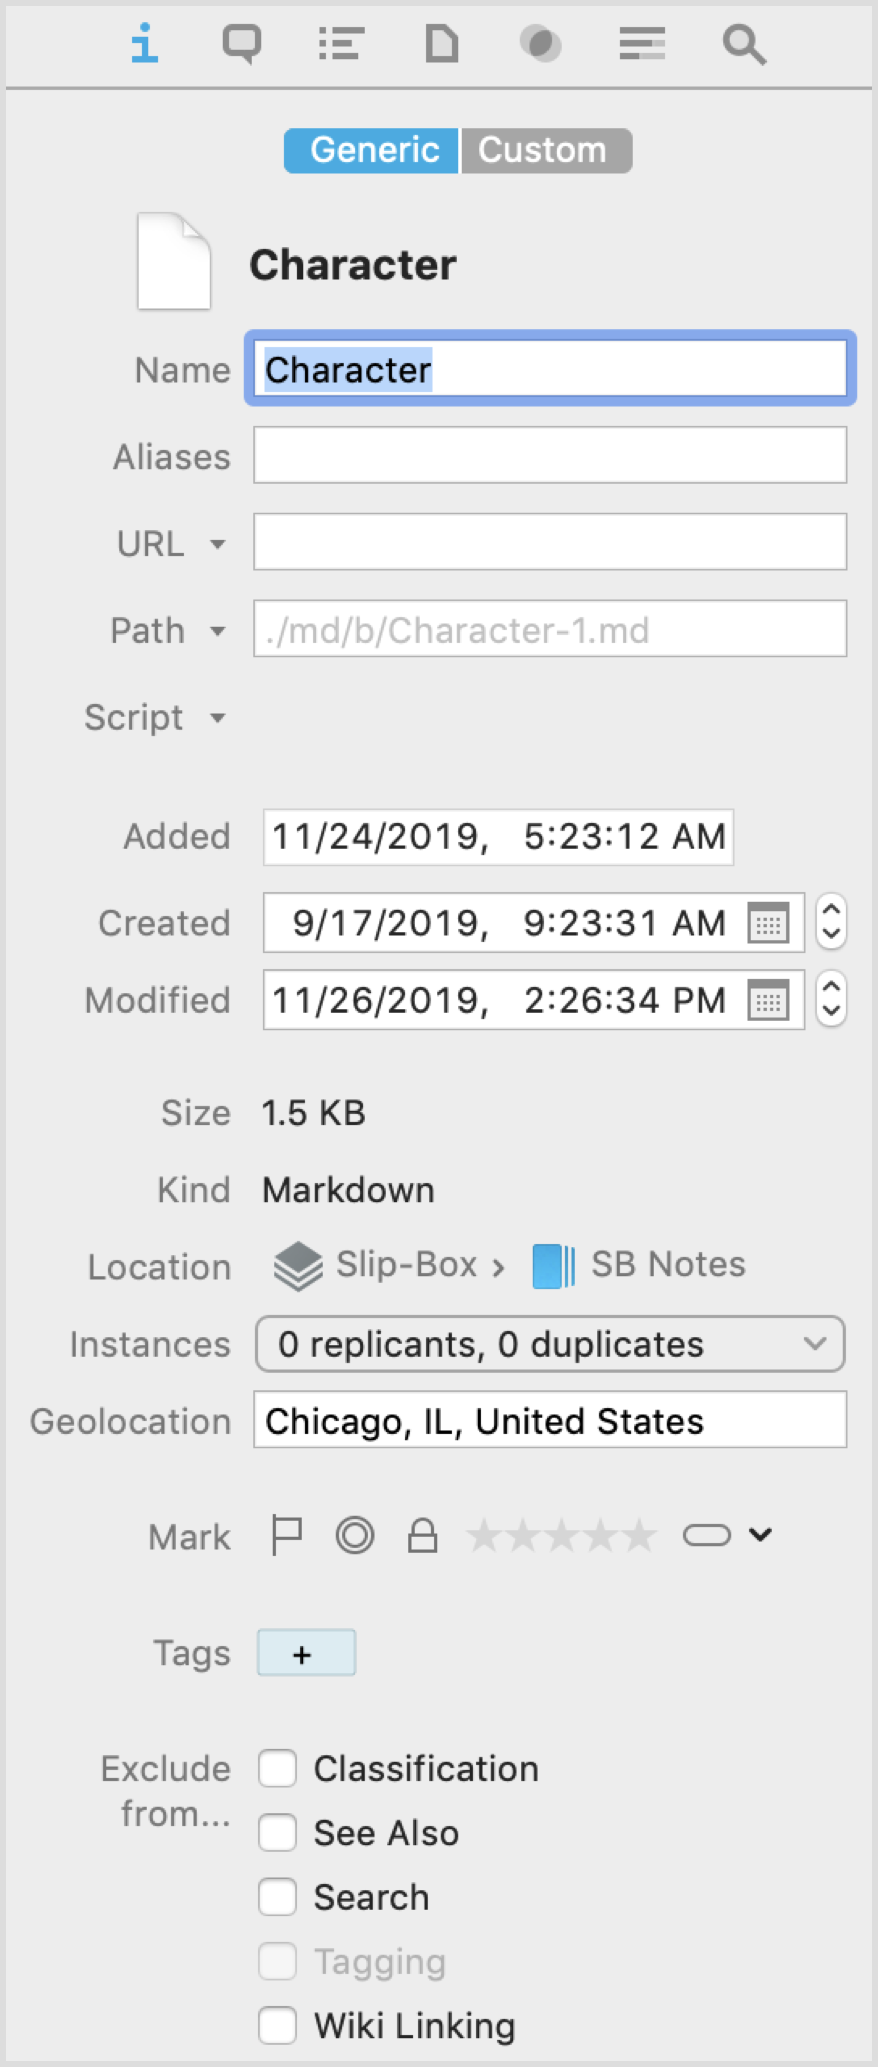 Generic Custom
Character
Name Character
Aliases
URL
Path ./md/b/Character-1.md
Script
Added 11/24/2019, 5:23:12 AM
Created 9/17/2019, 9:23:31 AM
Modified 11/26/2019, 2:26:34 PM
Size 1.5 KB
Kind Markdown
Location Slip-Box › SB Notes
Instances 0 replicants, 0 duplicates
Geolocation Chicago, IL, United States
Mark
Tags +
Exclude from...
Classification
See Also
Search
Tagging
Wiki Linking